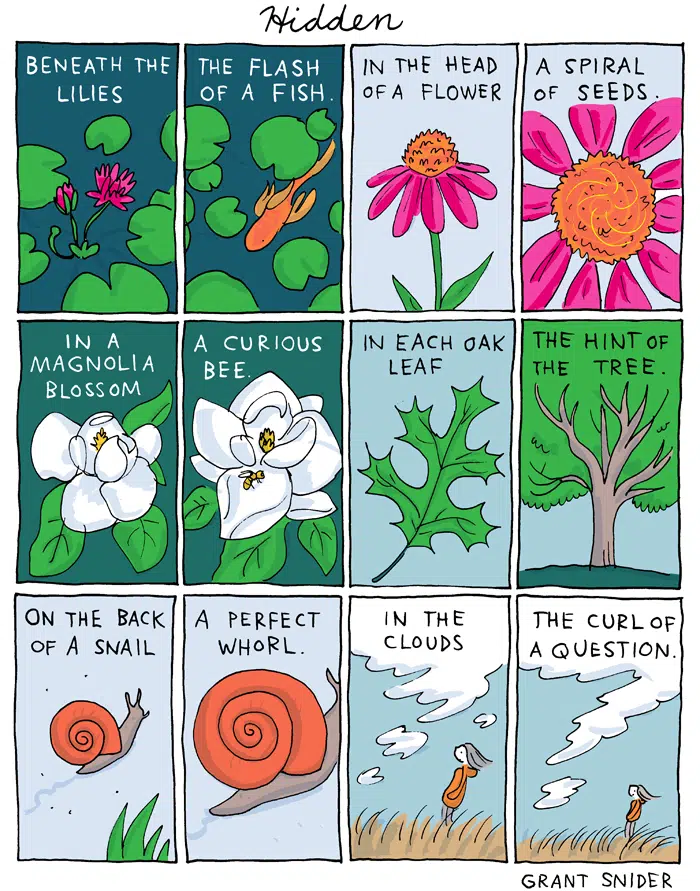 Hidden
BENEATH THE
LILIES
THE FLASH
OF A FISH.
IN THE HEAD
OF A FLOWER
A SPIRAL
OF SEEDS.
IN A
MAGNOLIA
BLOSSOM
A CURIOUS
BEE.
IN EACH OAK
LEAF
THE HINT OF
THE TREE.
ON THE BACK
OF A SNAIL
A PERFECT
WHORL.
IN THE
CLOUDS
THE CURL OF
A QUESTION.
GRANT SNIDER